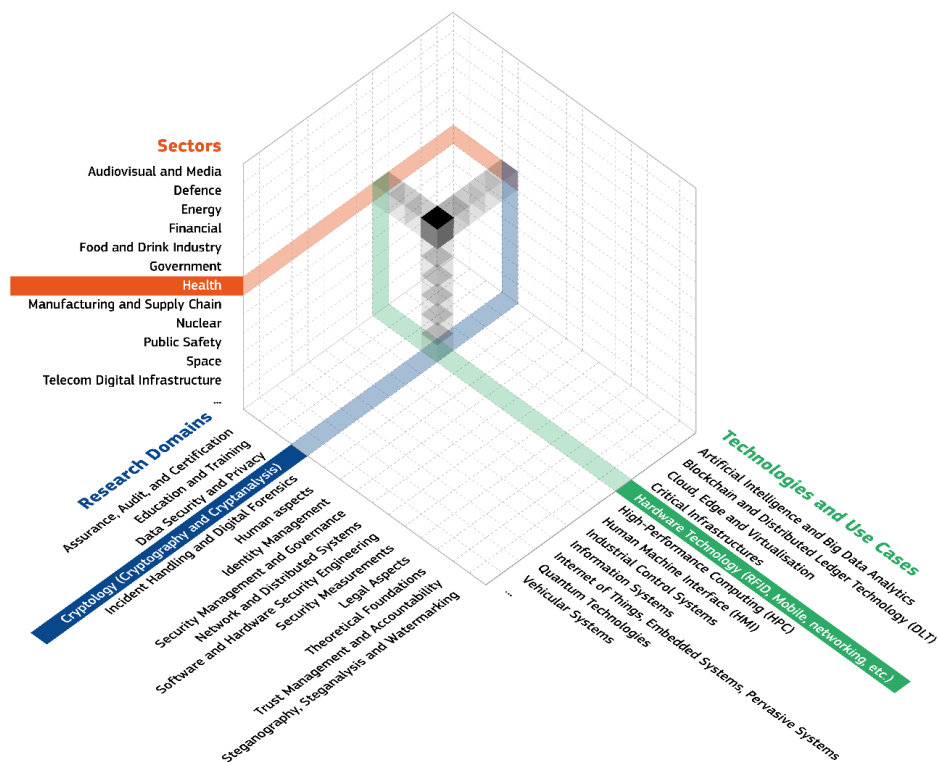 Sectors
Audiovisual and Media
Defence
Energy
Financial
Food and Drink Industry
Government
Health
Manufacturing and Supply Chain
Nuclear
Public Safety
Space
Telecom Digital Infrastructure
...
Research Domains
Assurance, Audit, and Certification
Education and Training
Data Security and Privacy
Cryptology (Cryptography and Cryptanalysis)
Incident Handling and Digital Forensics
Human aspects
Identity Management
Security Management and Governance
Network and Distributed Systems
Software and Hardware Security Engineering
Security Measurements
Legal Aspects
Theoretical Foundations
Trust Management and Accountability
Steganography, Steganalysis and Watermarking
Technologies and Use Cases
Artificial Intelligence and Big Data Analytics
Blockchain and Distributed Ledger Technology (DLT)
Cloud, Edge and Virtualisation
Critical Infrastructures
Hardware Technology (RFID, Mobile, networking, etc.)
High-Performance Computing (HPC)
Human Machine Interface (HMI)
Industrial Control Systems
Information Systems
Internet of Things, Embedded Systems, Pervasive Systems
Quantum Technologies
Vehicular Systems
...